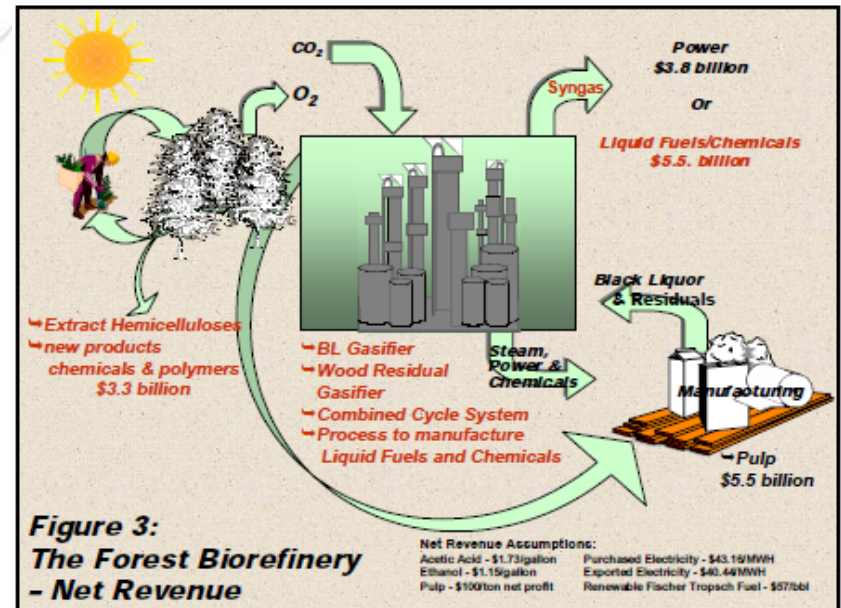 CO₂
O₂
Syngas
Power
$3.8 billion
Or
Liquid Fuels/Chemicals
$5.5. billion
Black Liquor
& Residuals
➥Extract Hemicelluloses
➥new products
chemicals & polymers
$3.3 billion
➥BL Gasifier
➥Wood Residual
Gasifier
➥Combined Cycle System
➥Process to manufacture
Liquid Fuels and Chemicals
Steam,
Power &
Chemicals
Manufacturing
➥Pulp
$5.5 billion
Figure 3:
The Forest Biorefinery
– Net Revenue
Net Revenue Assumptions:
Acetic Acid - $1.73/gallon
Ethanol - $1.15/gallon
Pulp - $100/ton net profit
Purchased Electricity - $43.16/MWH
Exported Electricity - $40.44/MWH
Renewable Fischer Tropsch Fuel - $57/bbl